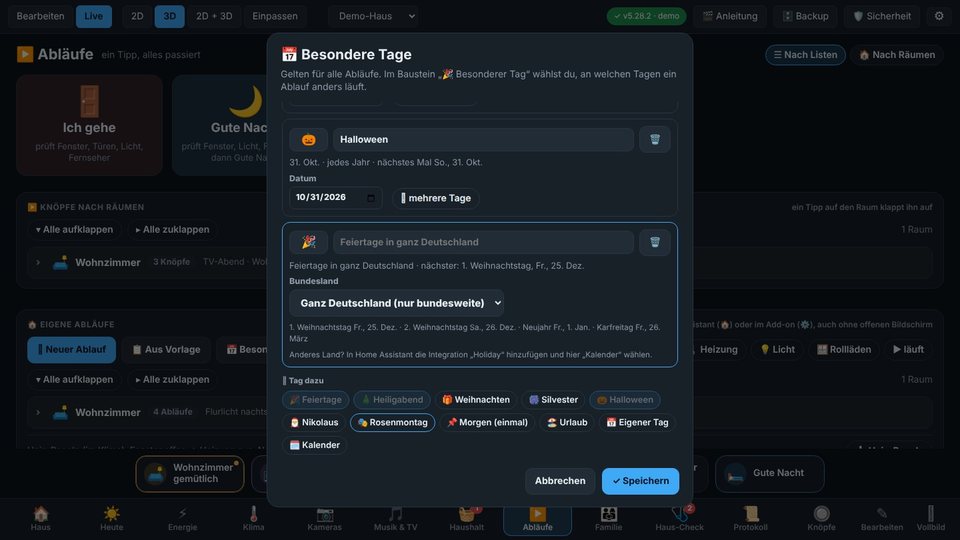 Bearbeiten Live 2D 3D 2D + 3D Einpassen Demo-Haus ✓ v5.28.2 · demo Anleitung Backup Sicherheit
Abläufe ein Tipp, alles passiert
Nach Listen Nach Räumen
Ich gehe
prüft Fenster, Türen, Licht,
Fernseher
Gute Nac
prüft Fenster, Licht, F
dann Gute Na
KNÖPFE NACH RÄUMEN
ein Tipp auf den Raum klappt ihn auf
▾ Alle aufklappen ▸ Alle zuklappen
1 Raum
› Wohnzimmer 3 Knöpfe TV-Abend · Wo
EIGENE ABLÄUFE
ssistant () oder im Add-on (), auch ohne offenen Bildschirm
Neuer Ablauf Aus Vorlage Beson
Heizung Licht Rollläden ▶ läuft
▾ Alle aufklappen ▸ Alle zuklappen
1 Raum
› Wohnzimmer 4 Abläufe Flurlicht nachts
📅 Besondere Tage
Gelten für alle Abläufe. Im Baustein „🎉 Besonderer Tag“ wählst du, an welchen Tagen ein
Ablauf anders läuft.
Halloween
31. Okt. · jedes Jahr · nächstes Mal So., 31. Okt.
Datum
10/31/2026 mehrere Tage
Feiertage in ganz Deutschland
Feiertage in ganz Deutschland · nächster: 1. Weihnachtstag, Fr., 25. Dez.
Bundesland
Ganz Deutschland (nur bundesweite)
1. Weihnachtstag Fr., 25. Dez. · 2. Weihnachtstag Sa., 26. Dez. · Neujahr Fr., 1. Jan. · Karfreitag Fr., 26.
März
Anderes Land? In Home Assistant die Integration „Holiday“ hinzufügen und hier „Kalender“ wählen.
Tag dazu
Feiertage Heiligabend Weihnachten Silvester Halloween
Nikolaus Rosenmontag Morgen (einmal) Urlaub Eigener Tag
Kalender
Abbrechen ✓ Speichern
Wohnzimmer
gemütlich
Gute Nacht
Haus Heute Energie Klima Kameras Musik & TV Haushalt Abläufe Familie Haus-Check 2 Protokoll Knöpfe Bearbeiten Vollbild